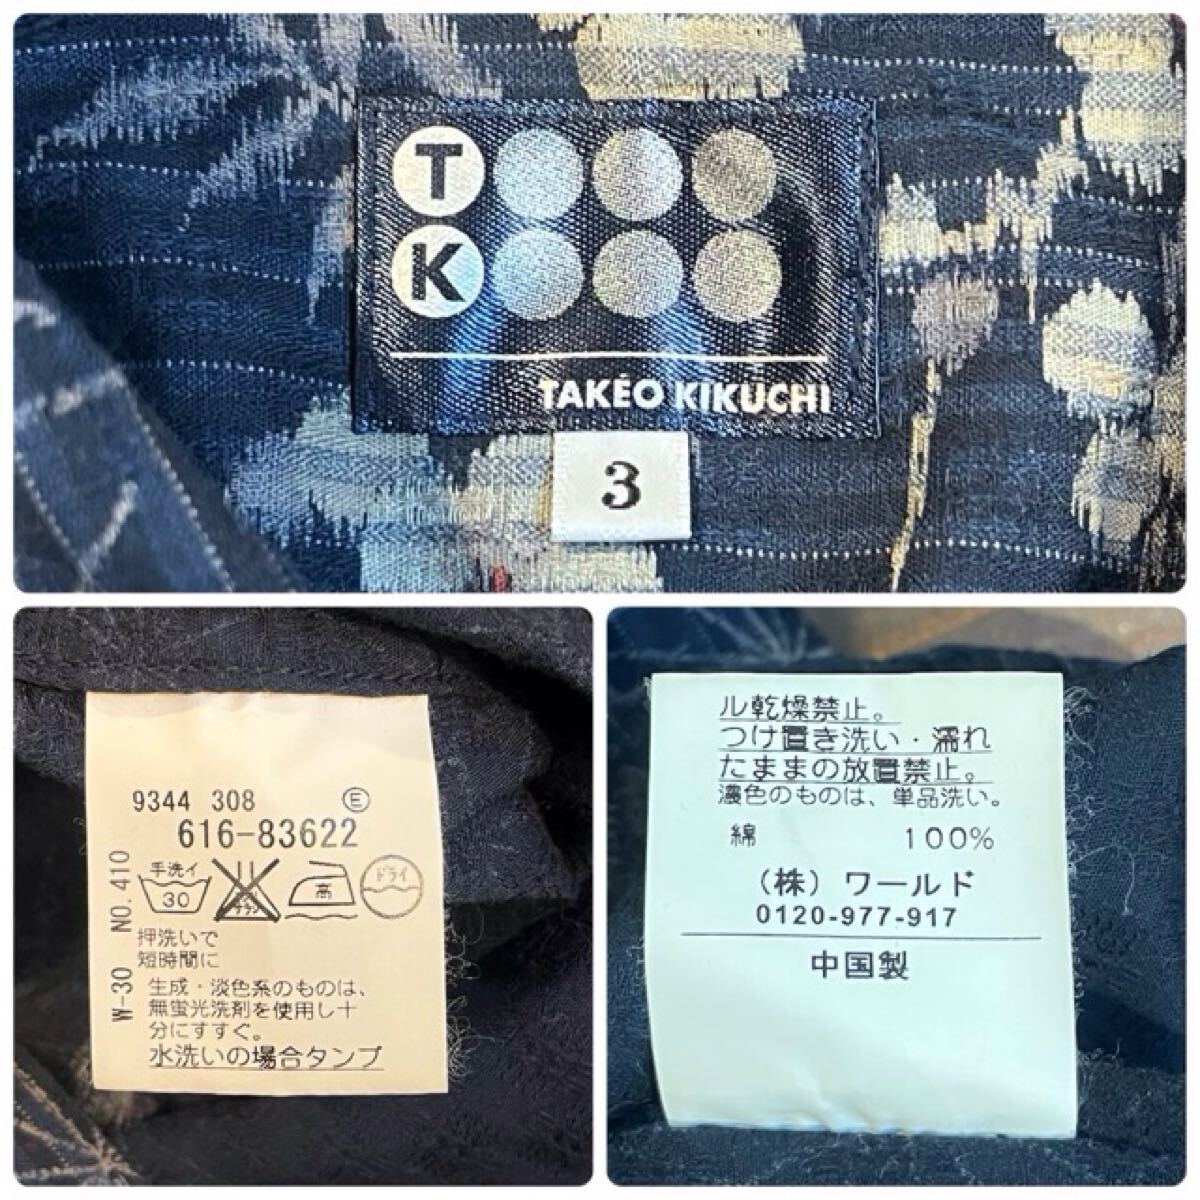 T
K
TAKEO KIKUCHI
3
9344 308 Ⓔ
616-83622
手洗イ
30
高
ドライ
押洗いで
短時間に
生成・淡色系のものは、
無蛍光洗剤を使用し十
分にすすぐ。
水洗いの場合タンブ
W-30 NO. 410
ル乾燥禁止。
つけ置き洗い・濡れ
たままの放置禁止。
濃色のものは、単品洗い。
綿 100%
(株) ワールド
0120-977-917
中国製